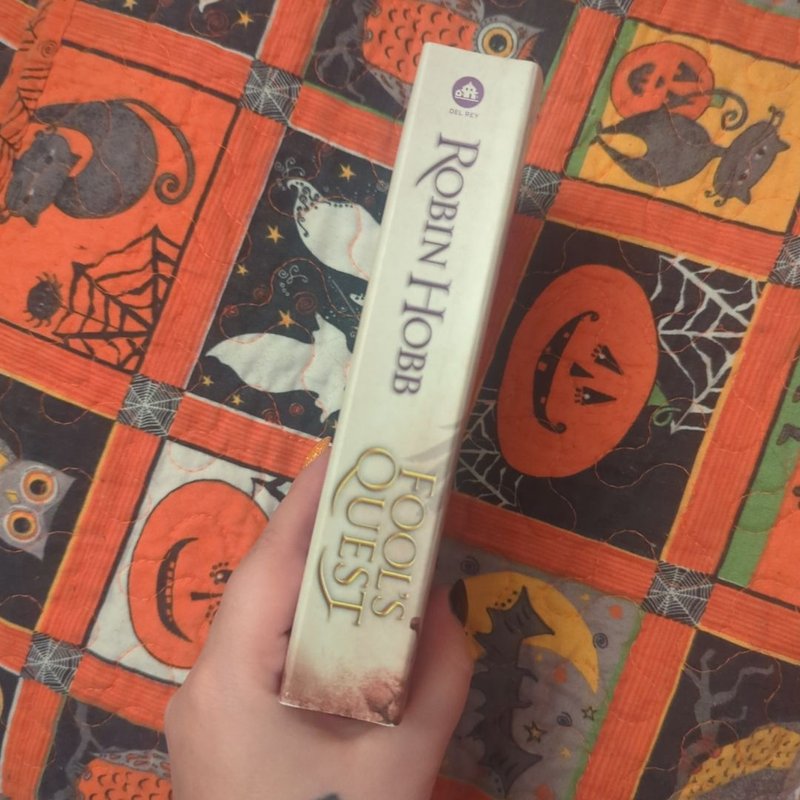 DEL REY
ROBIN HOBB
FOOL'S
QUEST